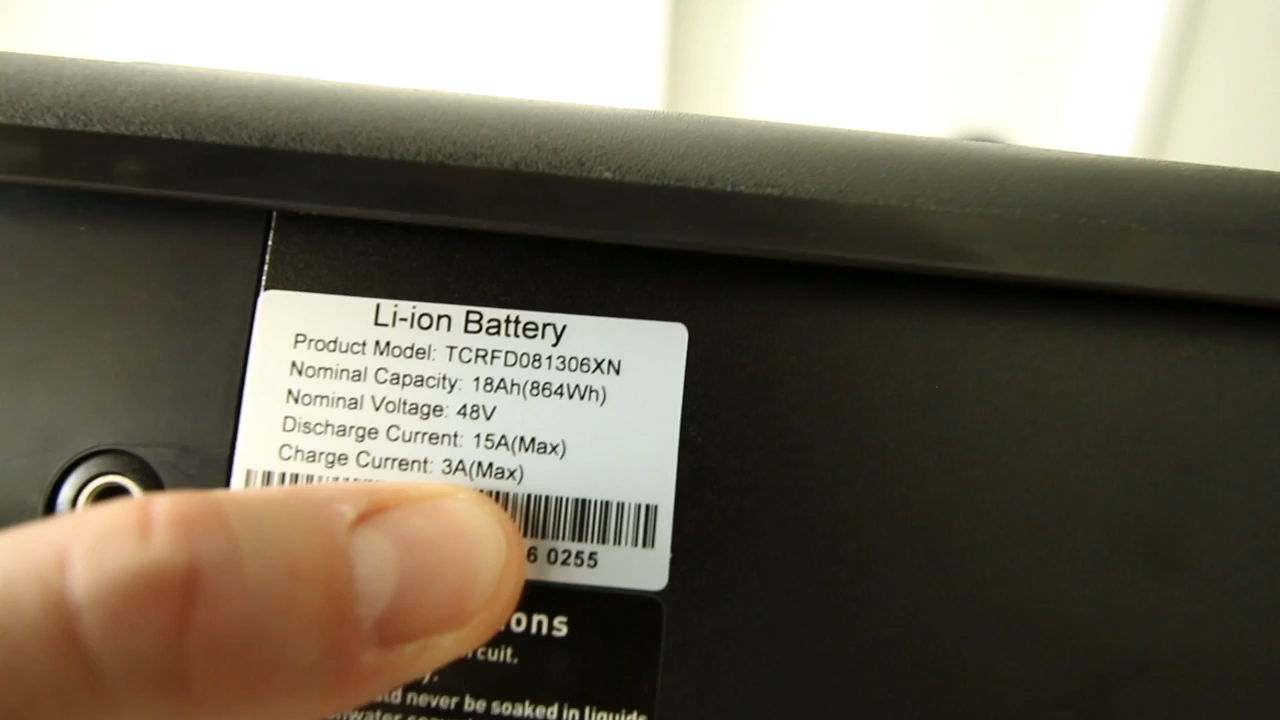 Li-ion Battery
Product Model: TCRFD081306XN
Nominal Capacity: 18Ah(864Wh)
Nominal Voltage: 48V
Discharge Current: 15A(Max)
Charge Current: 3A(Max)
6 0255
ons
cuit.
never be soaked in liquids